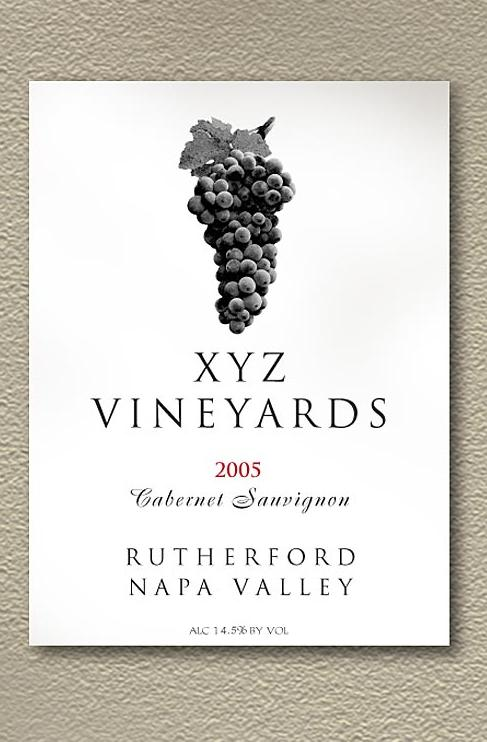 XYZ
VINEYARDS
2005
Cabernet Sauvignon
RUTHERFORD
NAPA VALLEY
ALC 14.5% BY VOL